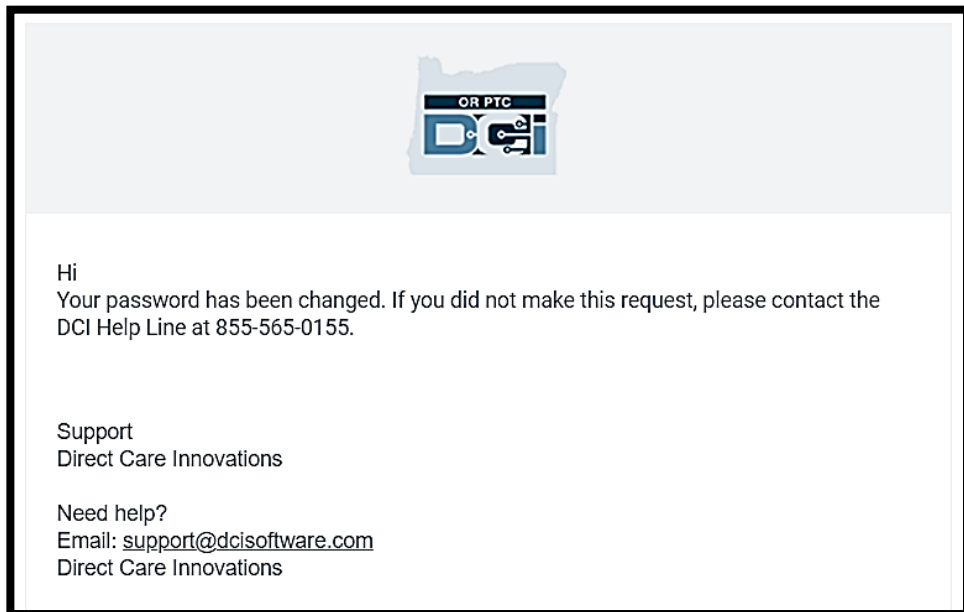 OR PTC
DCi
Hi
Your password has been changed. If you did not make this request, please contact the
DCI Help Line at 855-565-0155.
Support
Direct Care Innovations
Need help?
Email: support@dcisoftware.com
Direct Care Innovations